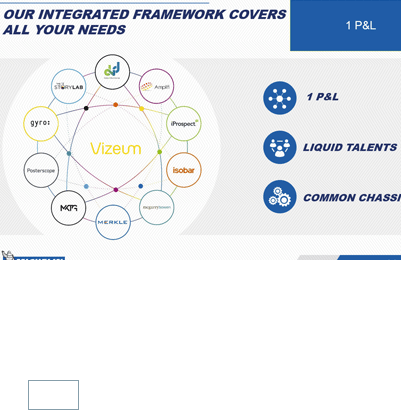 OUR INTEGRATED FRAMEWORK COVERS
ALL YOUR NEEDS
1 P&L
THE STORYLAB
Amplifi
gyro:
iProspect
Vizeum
Posterscope
isobar
MKTG
MERKLE
1 P&L
LIQUID TALENTS
COMMON CHASSI